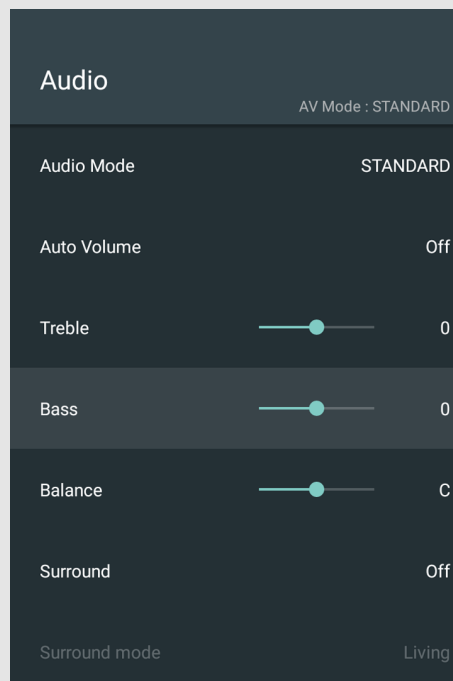 Audio
AV Mode : STANDARD
Audio Mode STANDARD
Auto Volume Off
Treble 0
Bass 0
Balance C
Surround Off
Surround mode Living